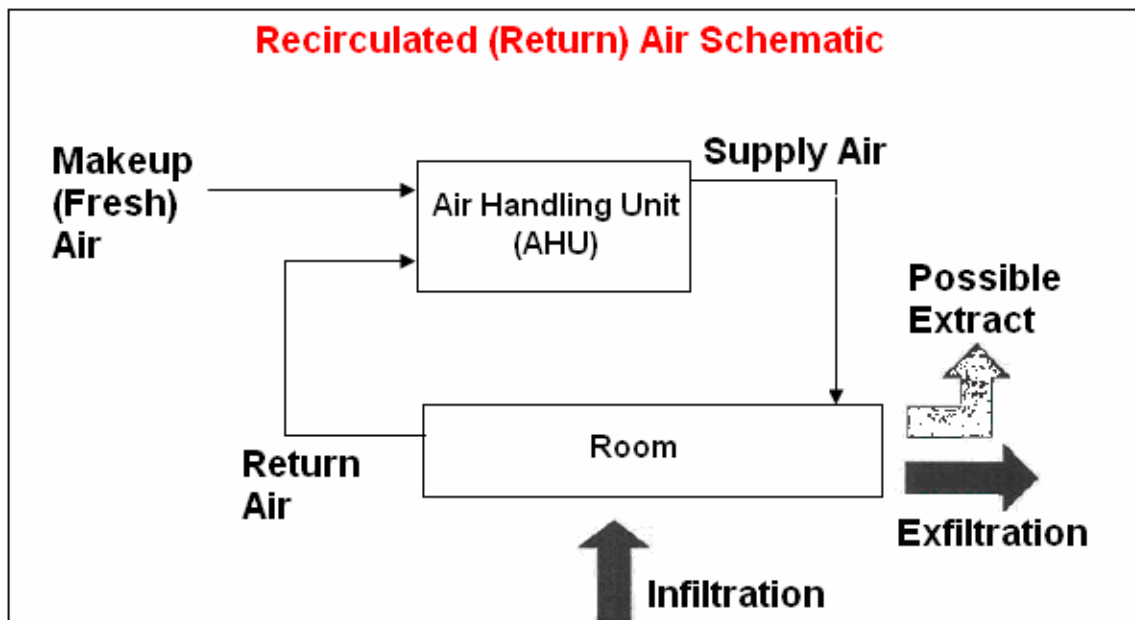 Recirculated (Return) Air Schematic
Makeup
(Fresh)
Air
Supply Air
Air Handling Unit
(AHU)
Possible
Extract
Room
Return
Air
Exfiltration
Infiltration